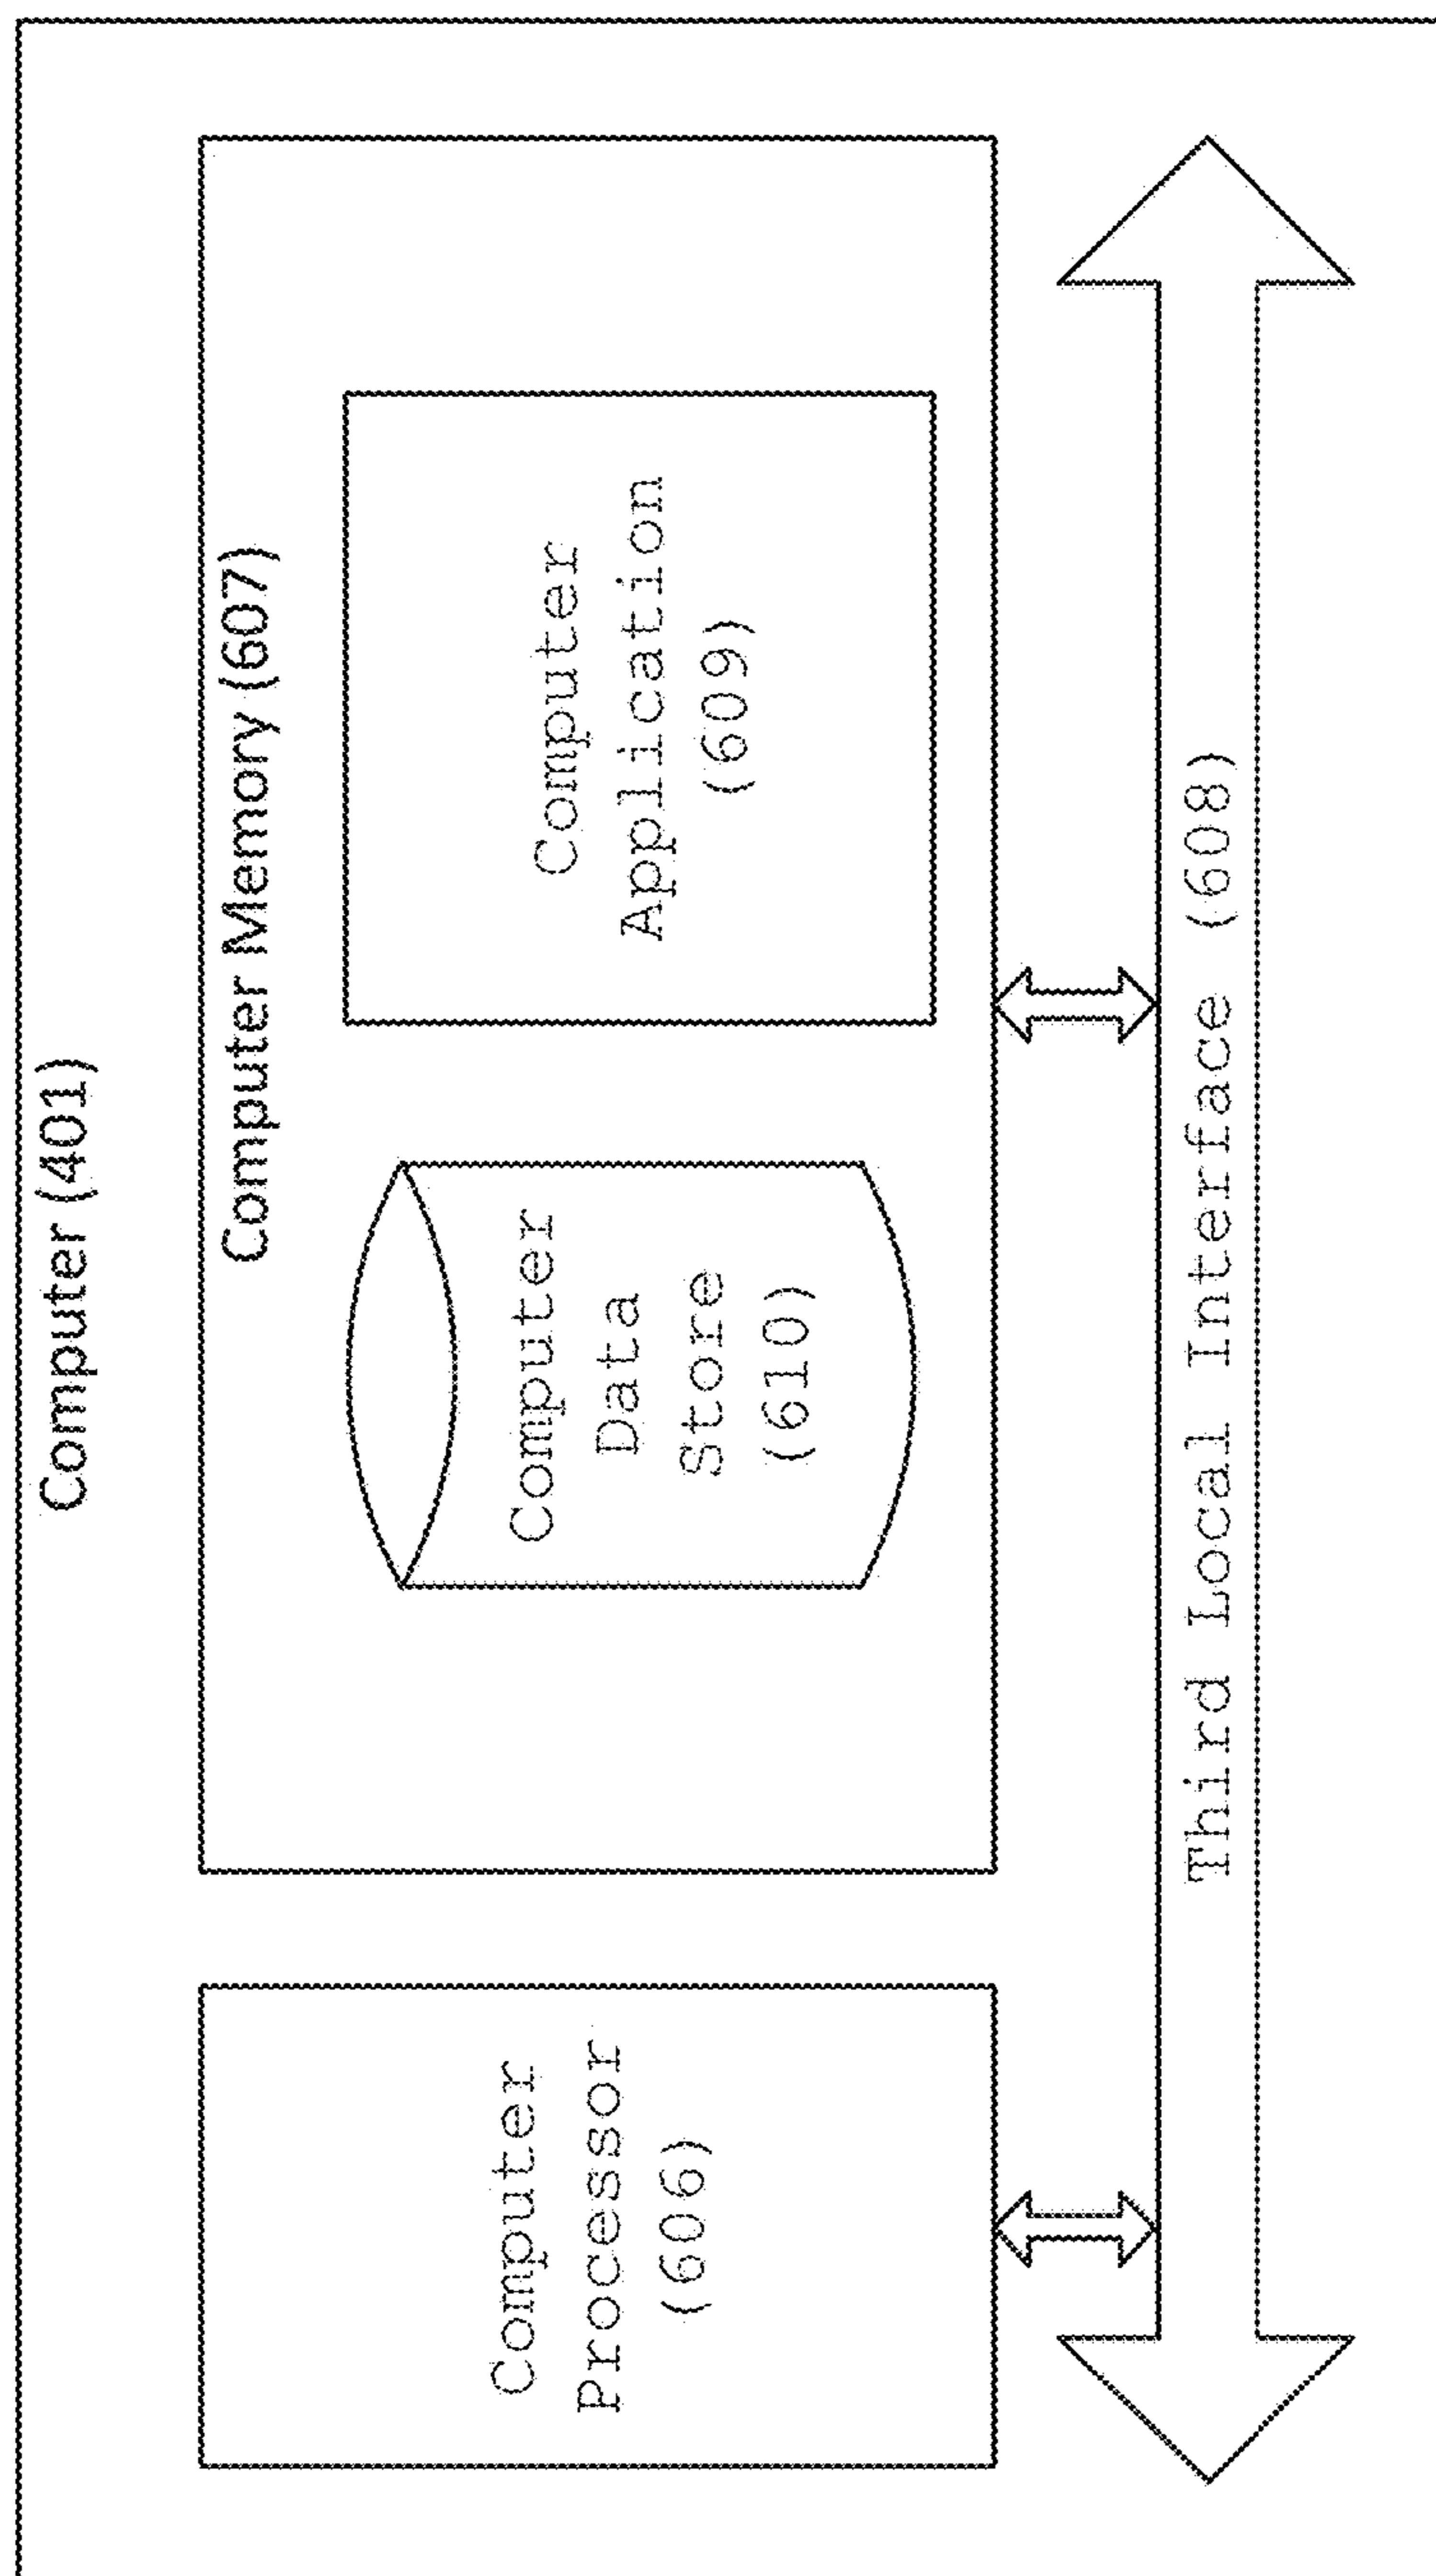 Computer (401)
Computer Memory (607)
Computer
Processor
(606)
Computer
Data
Store
(610)
Computer
Application
(609)
Third Local Interface (608)